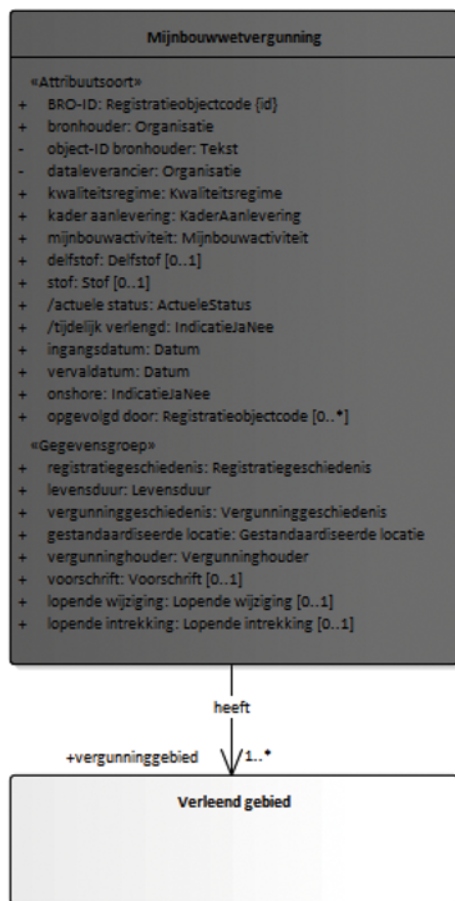 Mijnbouwwetvergunning
«Attribuutsoort»
+ BRO-ID: Registratieobjectcode {id}
+ bronhouder: Organisatie
- object-ID bronhouder: Tekst
- dataleverancier: Organisatie
+ kwaliteitsregime: Kwaliteitsregime
+ kader aanlevering: KaderAanlevering
+ mijnbouwactiviteit: Mijnbouwactiviteit
+ delfstof: Delfstof [0..1]
+ stof: Stof [0..1]
+ /actuele status: ActueleStatus
+ /tijdelijk verlengd: IndicatieJaNee
+ ingangsdatum: Datum
+ vervaldatum: Datum
+ onshore: IndicatieJaNee
+ opgevolgd door: Registratieobjectcode [0..*]
«Gegevensgroep»
+ registratiegeschiedenis: Registratiegeschiedenis
+ levensduur: Levensduur
+ vergunninggeschiedenis: Vergunninggeschiedenis
+ gestandaardiseerde locatie: Gestandaardiseerde locatie
+ vergunninghouder: Vergunninghouder
+ voorschrift: Voorschrift [0..1]
+ lopende wijziging: Lopende wijziging [0..1]
+ lopende intrekking: Lopende intrekking [0..1]
heeft
+vergunninggebied 1..*
Verleend gebied